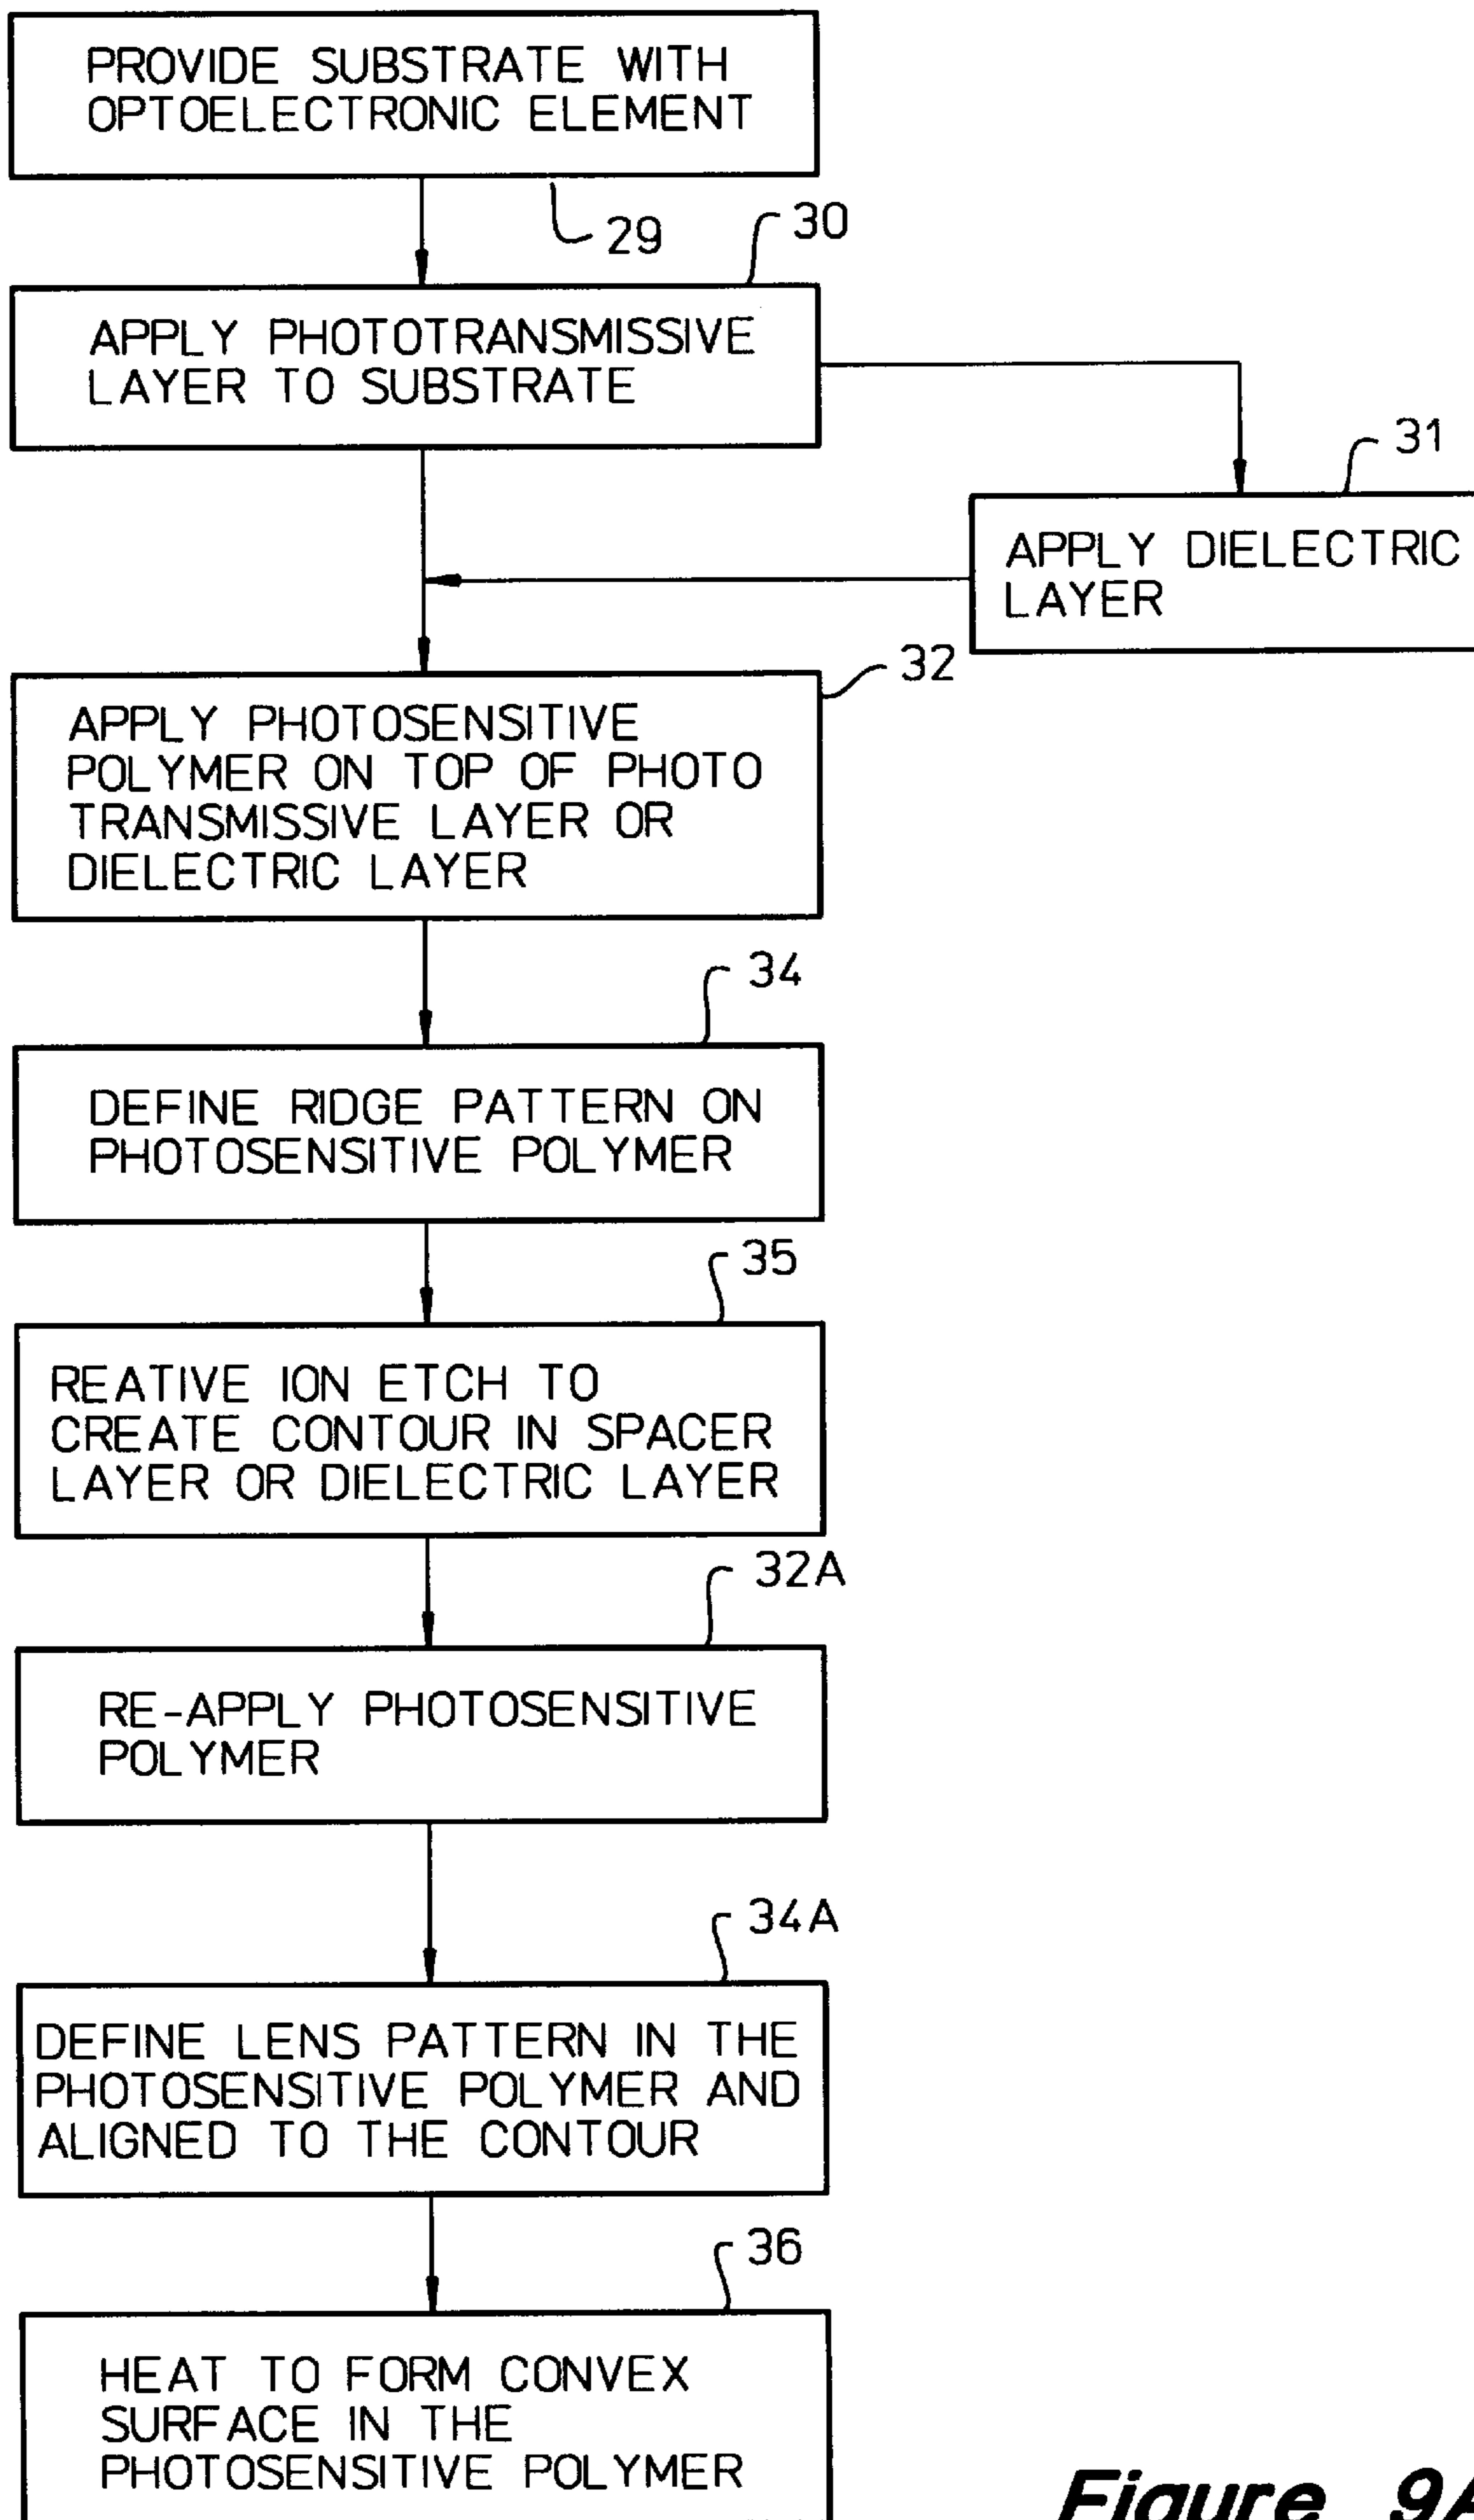 PROVIDE SUBSTRATE WITH
OPTOELECTRONIC ELEMENT
29
30
APPLY PHOTOTRANSMISSIVE
LAYER TO SUBSTRATE
31
APPLY DIELECTRIC
LAYER
32
APPLY PHOTOSENSITIVE
POLYMER ON TOP OF PHOTO
TRANSMISSIVE LAYER OR
DIELECTRIC LAYER
34
DEFINE RIDGE PATTERN ON
PHOTOSENSITIVE POLYMER
35
REATIVE ION ETCH TO
CREATE CONTOUR IN SPACER
LAYER OR DIELECTRIC LAYER
32A
RE-APPLY PHOTOSENSITIVE
POLYMER
34A
DEFINE LENS PATTERN IN THE
PHOTOSENSITIVE POLYMER AND
ALIGNED TO THE CONTOUR
36
HEAT TO FORM CONVEX
SURFACE IN THE
PHOTOSENSITIVE POLYMER
Figure 9A